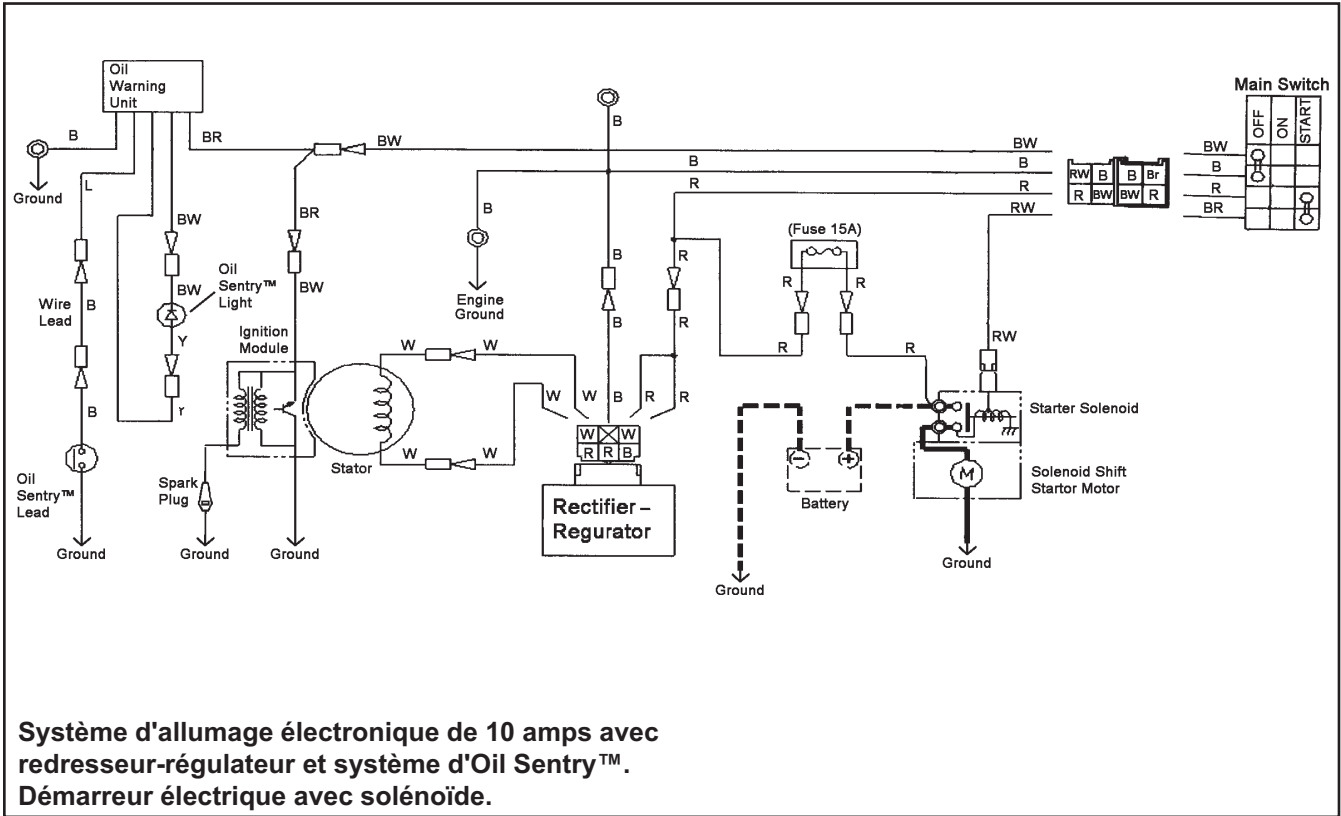 Oil
Warning
Unit
Main Switch
OFF
ON
START
B
BR
BW
B
BW
BW
B
B
B
R
R
R
RW
BR
RW B B Br
R BW BW R
Ground
L
BW
BR
B
(Fuse 15A)
B
R
R
R
BW
Oil
Sentry™
Light
BW
Wire
Lead
B
Engine
Ground
B
R
RW
Y
Ignition
Module
W
W
R
R
Y
B
W
W
B
R
R
W W
R R B
Starter Solenoid
Stator
W
W
Oil
Sentry™
Lead
Spark
Plug
Rectifier –
Regurator
–
+
Battery
M
Solenoid Shift
Startor Motor
Ground
Ground
Ground
Ground
Ground
Système d'allumage électronique de 10 amps avec
redresseur-régulateur et système d'Oil Sentry™.
Démarreur électrique avec solénoïde.